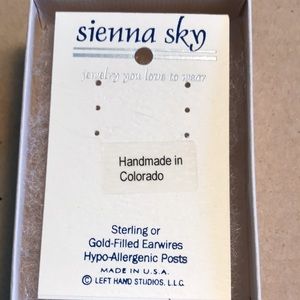 sienna sky
jewelry you love to wear
Handmade in
Colorado
Sterling or
Gold-Filled Earwires
Hypo-Allergenic Posts
MADE IN U.S.A.
© LEFT HAND STUDIOS, L.L.C.